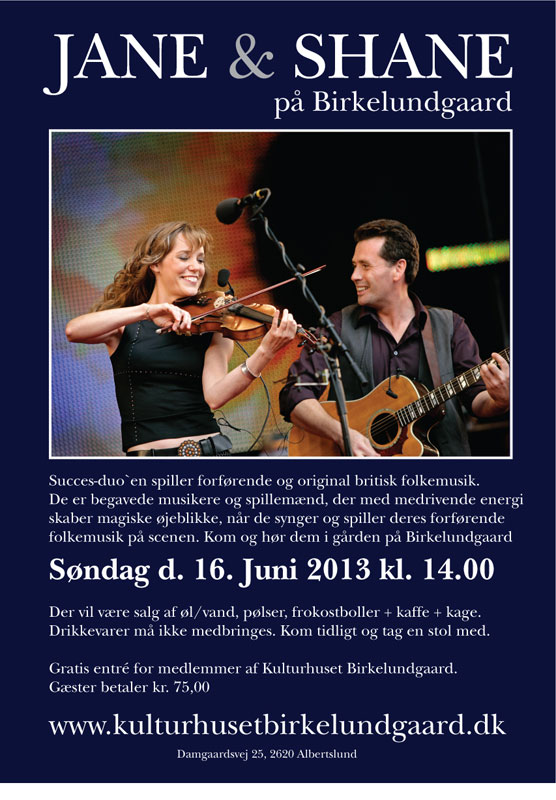 JANE & SHANE
på Birkelundgaard
Succes-duo`en spiller forførende og original britisk folkemusik.
De er begavede musikere og spillemænd, der med medrivende energi
skaber magiske øjeblikke, når de synger og spiller deres forførende
folkemusik på scenen. Kom og hør dem i gården på Birkelundgaard
Søndag d. 16. Juni 2013 kl. 14.00
Der vil være salg af øl/vand, pølser, frokostboller + kaffe + kage.
Drikkevarer må ikke medbringes. Kom tidligt og tag en stol med.
Gratis entré for medlemmer af Kulturhuset Birkelundgaard.
Gæster betaler kr. 75,00
www.kulturhusetbirkelundgaard.dk
Damgaardsvej 25, 2620 Albertslund